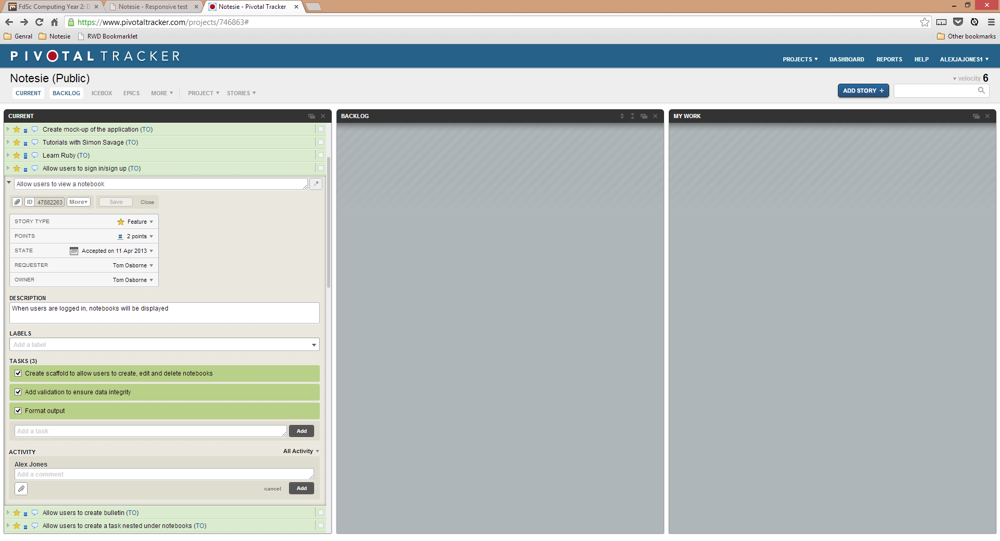 FdSc Computing Year 2: D
Notesie - Responsive test
Notesie - Pivotal Tracker
https://www.pivotaltracker.com/projects/746863#
Genral Notesie RWD Bookmarklet Other bookmarks
PIVOTAL TRACKER
PROJECTS DASHBOARD REPORTS HELP ALEXJAJONES1
Notesie (Public)
velocity 6
CURRENT BACKLOG ICEBOX EPICS MORE PROJECT STORIES
ADD STORY +
CURRENT
Create mock-up of the application (TO)
Tutorials with Simon Savage (TO)
Learn Ruby (TO)
Allow users to sign in/sign up (TO)
Allow users to view a notebook
ID 47882263 More Save Close
STORY TYPE Feature
POINTS 2 points
STATE Accepted on 11 Apr 2013
REQUESTER Tom Osborne
OWNER Tom Osborne
DESCRIPTION
When users are logged in, notebooks will be displayed
LABELS
Add a label
TASKS (3)
Create scaffold to allow users to create, edit and delete notebooks
Add validation to ensure data integrity
Format output
Add a task Add
ACTIVITY All Activity
Alex Jones
Add a comment
cancel Add
Allow users to create bulletin (TO)
Allow users to create a task nested under notebooks (TO)
BACKLOG
MY WORK